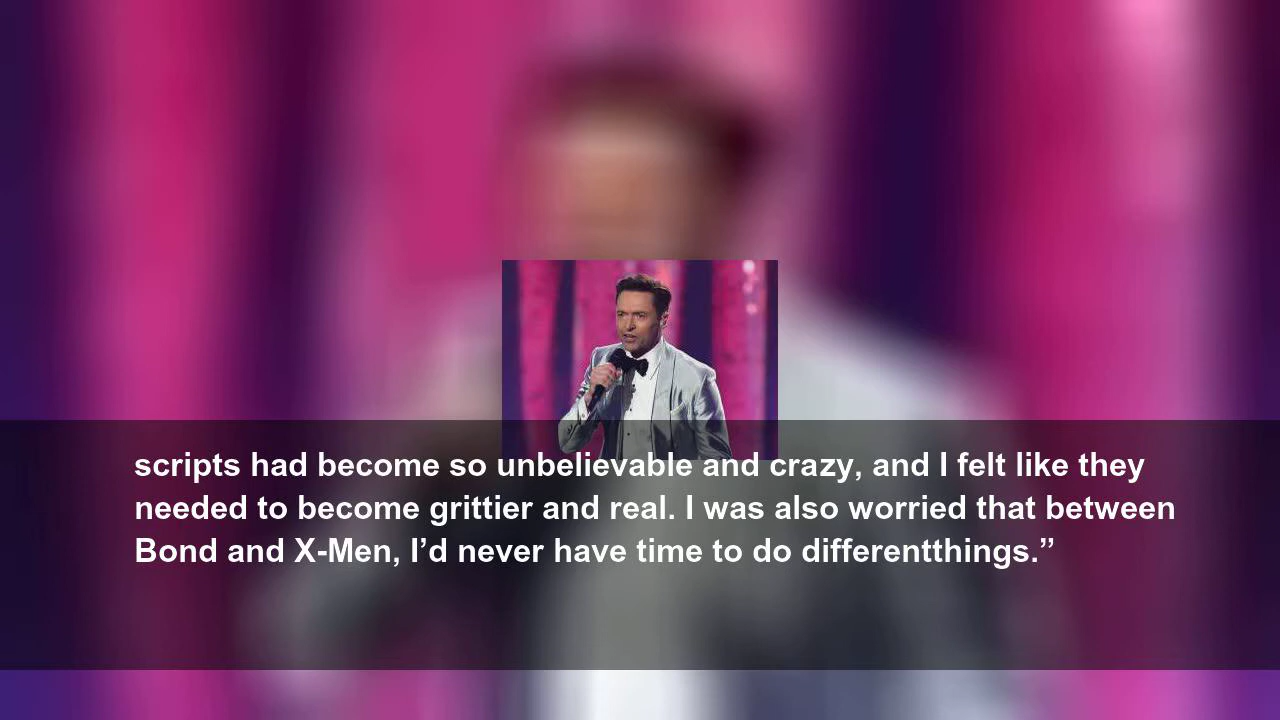 scripts had become so unbelievable and crazy, and I felt like they
needed to become grittier and real. I was also worried that between
Bond and X-Men, I’d never have time to do differentthings.”